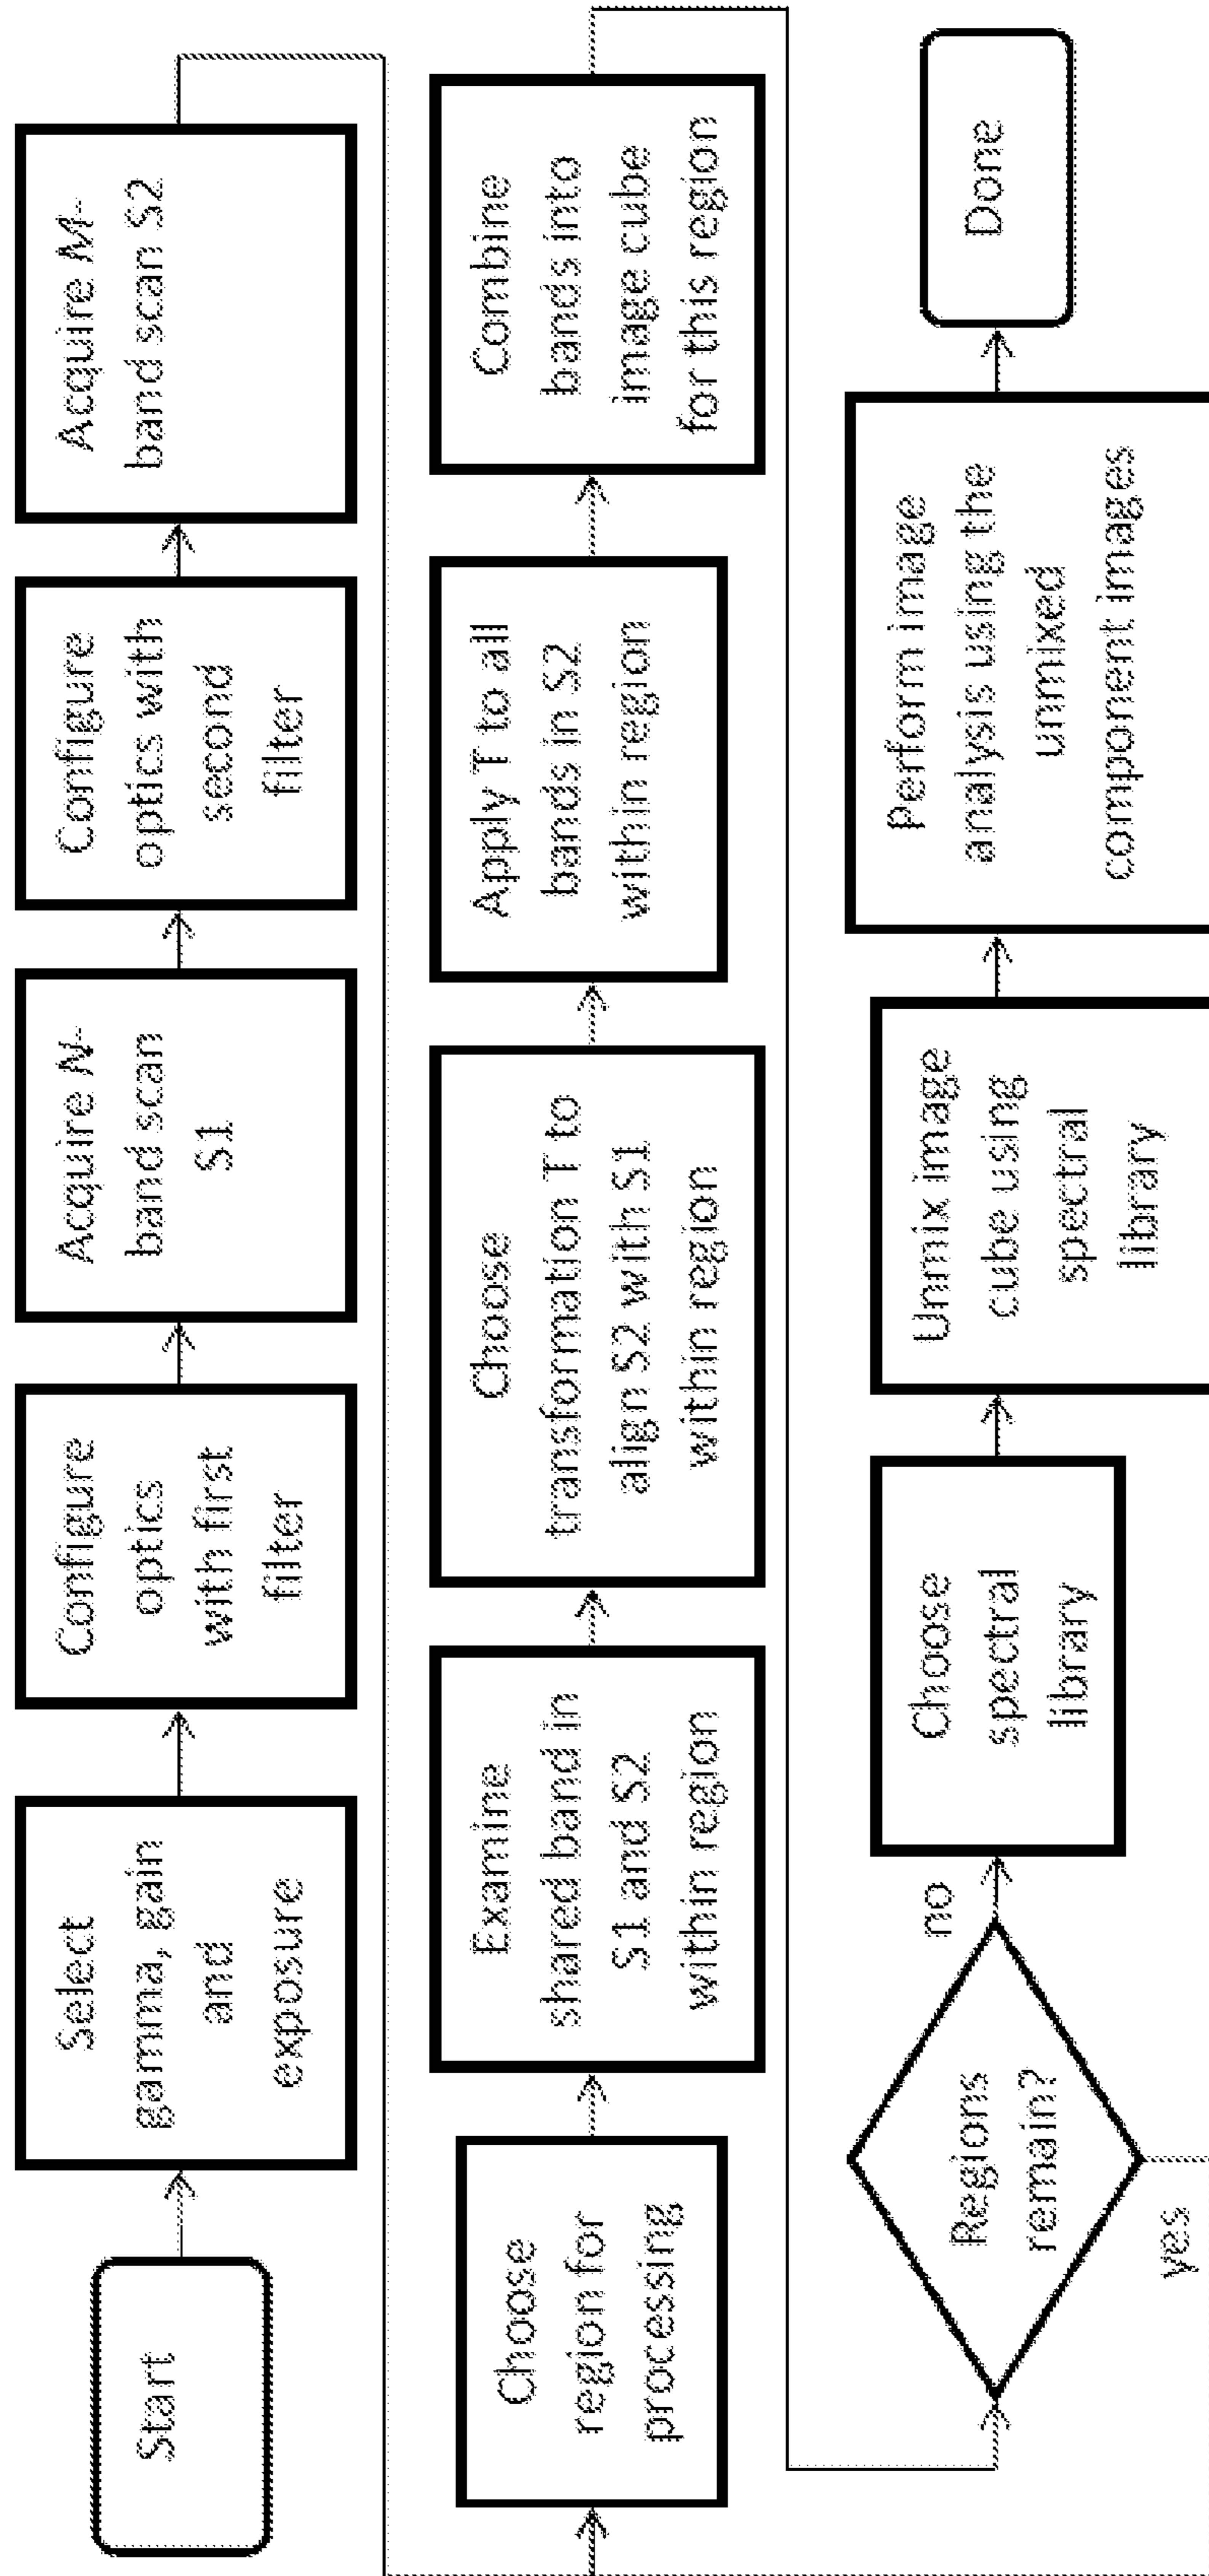 Start
Select
gamma, gain
and
exposure
Configure
optics
with first
filter
Acquire N-
band scan
S1
Configure
optics with
second
filter
Acquire M-
band scan S2
Choose
region for
processing
Examine
shared band in
S1 and S2
within region
Choose
transformation T to
align S2 with S1
within region
Apply T to all
bands in S2
within region
Combine
bands into
image cube
for this region
Regions
remain?
yes
no
Choose
spectral
library
Unmix image
cube using
spectral
library
Perform image
analysis using the
unmixed
component images
Done